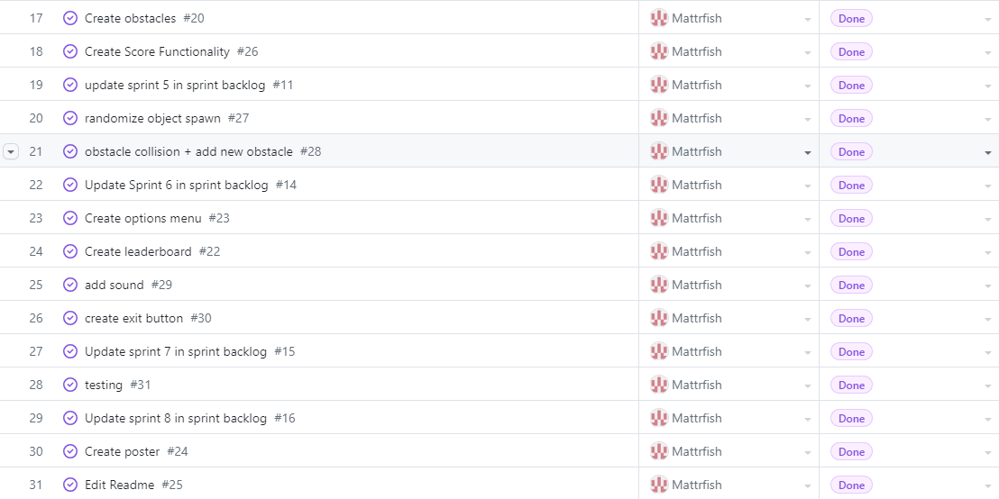 17 Create obstacles #20 Mattrfish Done
18 Create Score Functionality #26 Mattrfish Done
19 update sprint 5 in sprint backlog #11 Mattrfish Done
20 randomize object spawn #27 Mattrfish Done
21 obstacle collision + add new obstacle #28 Mattrfish Done
22 Update Sprint 6 in sprint backlog #14 Mattrfish Done
23 Create options menu #23 Mattrfish Done
24 Create leaderboard #22 Mattrfish Done
25 add sound #29 Mattrfish Done
26 create exit button #30 Mattrfish Done
27 Update sprint 7 in sprint backlog #15 Mattrfish Done
28 testing #31 Mattrfish Done
29 Update sprint 8 in sprint backlog #16 Mattrfish Done
30 Create poster #24 Mattrfish Done
31 Edit Readme #25 Mattrfish Done